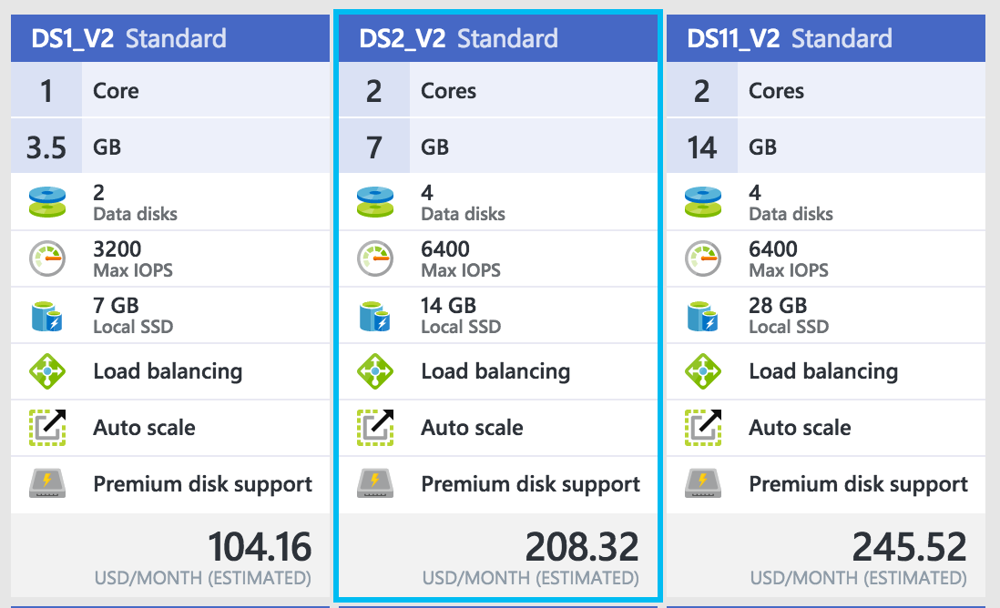 DS1_V2 Standard
1 Core
3.5 GB
2
Data disks
3200
Max IOPS
7 GB
Local SSD
Load balancing
Auto scale
Premium disk support
104.16
USD/MONTH (ESTIMATED)
DS2_V2 Standard
2 Cores
7 GB
4
Data disks
6400
Max IOPS
14 GB
Local SSD
Load balancing
Auto scale
Premium disk support
208.32
USD/MONTH (ESTIMATED)
DS11_V2 Standard
2 Cores
14 GB
4
Data disks
6400
Max IOPS
28 GB
Local SSD
Load balancing
Auto scale
Premium disk support
245.52
USD/MONTH (ESTIMATED)